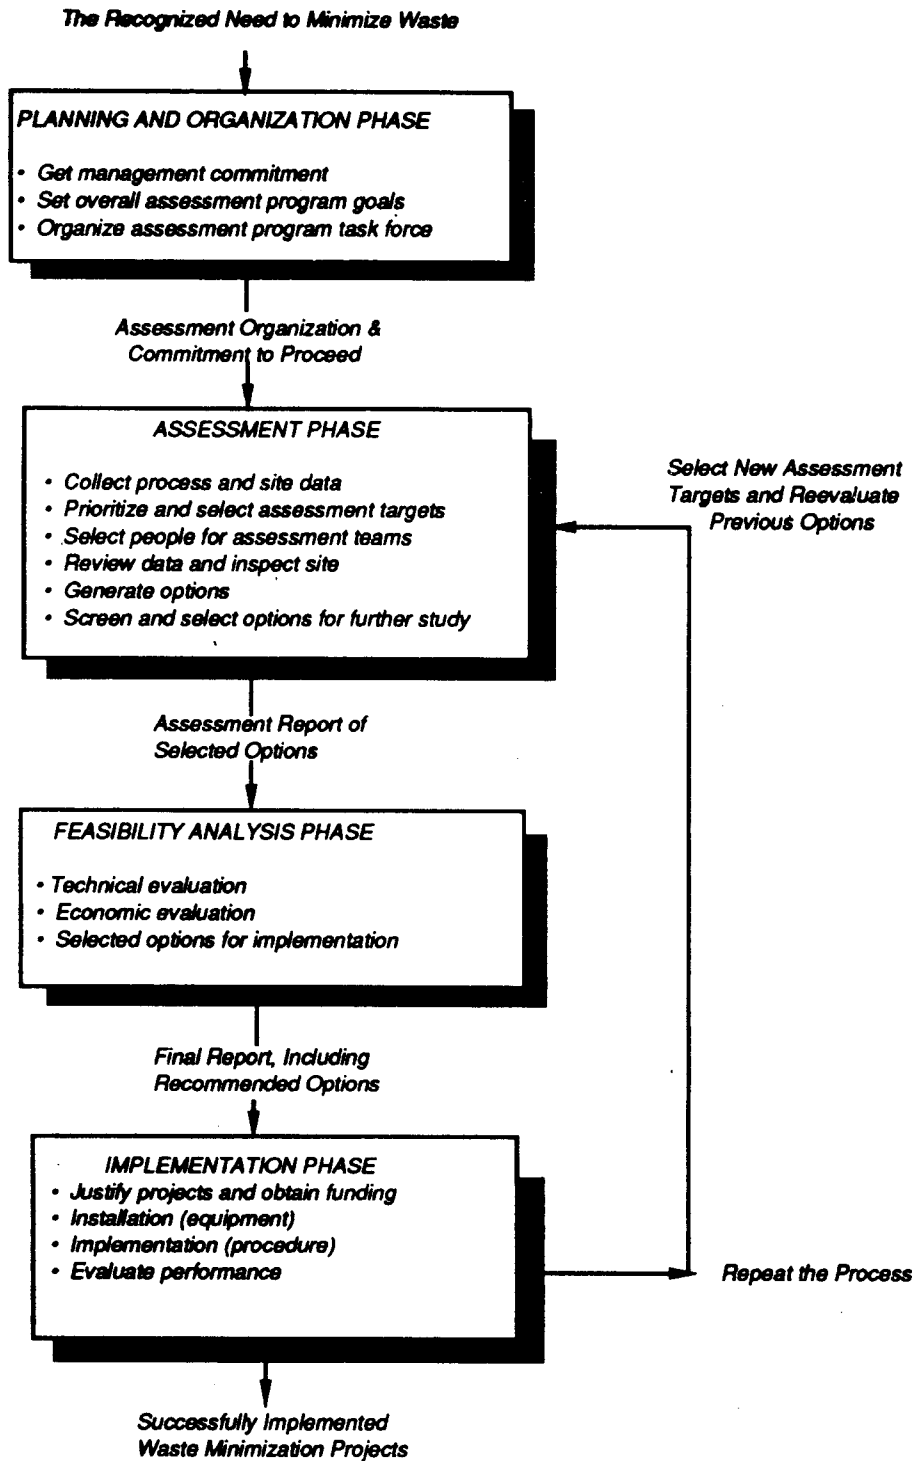 The Recognized Need to Minimize Waste
PLANNING AND ORGANIZATION PHASE
• Get management commitment
• Set overall assessment program goals
• Organize assessment program task force
Assessment Organization &
Commitment to Proceed
ASSESSMENT PHASE
• Collect process and site data
• Prioritize and select assessment targets
• Select people for assessment teams
• Review data and inspect site
• Generate options
• Screen and select options for further study
Select New Assessment
Targets and Reevaluate
Previous Options
Assessment Report of
Selected Options
FEASIBILITY ANALYSIS PHASE
• Technical evaluation
• Economic evaluation
• Selected options for implementation
Final Report, Including
Recommended Options
IMPLEMENTATION PHASE
• Justify projects and obtain funding
• Installation (equipment)
• Implementation (procedure)
• Evaluate performance
Repeat the Process
Successfully Implemented
Waste Minimization Projects